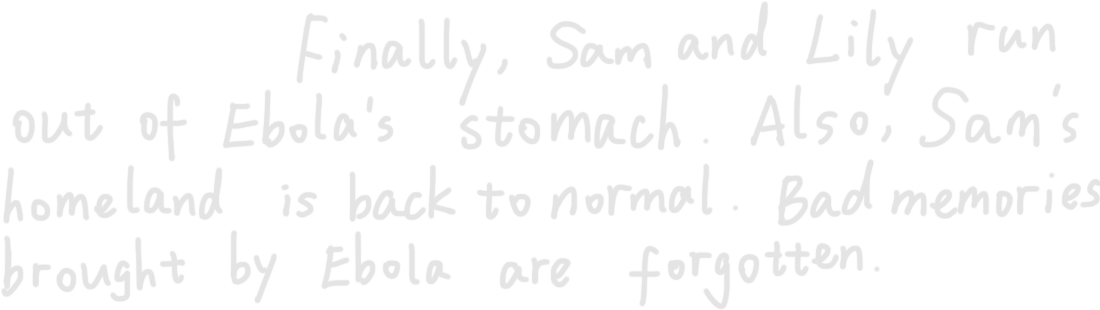 Finally, Sam and Lily run
out of Ebola's stomach. Also, Sam's
homeland is back to normal. Bad memories
brought by Ebola are forgotten.